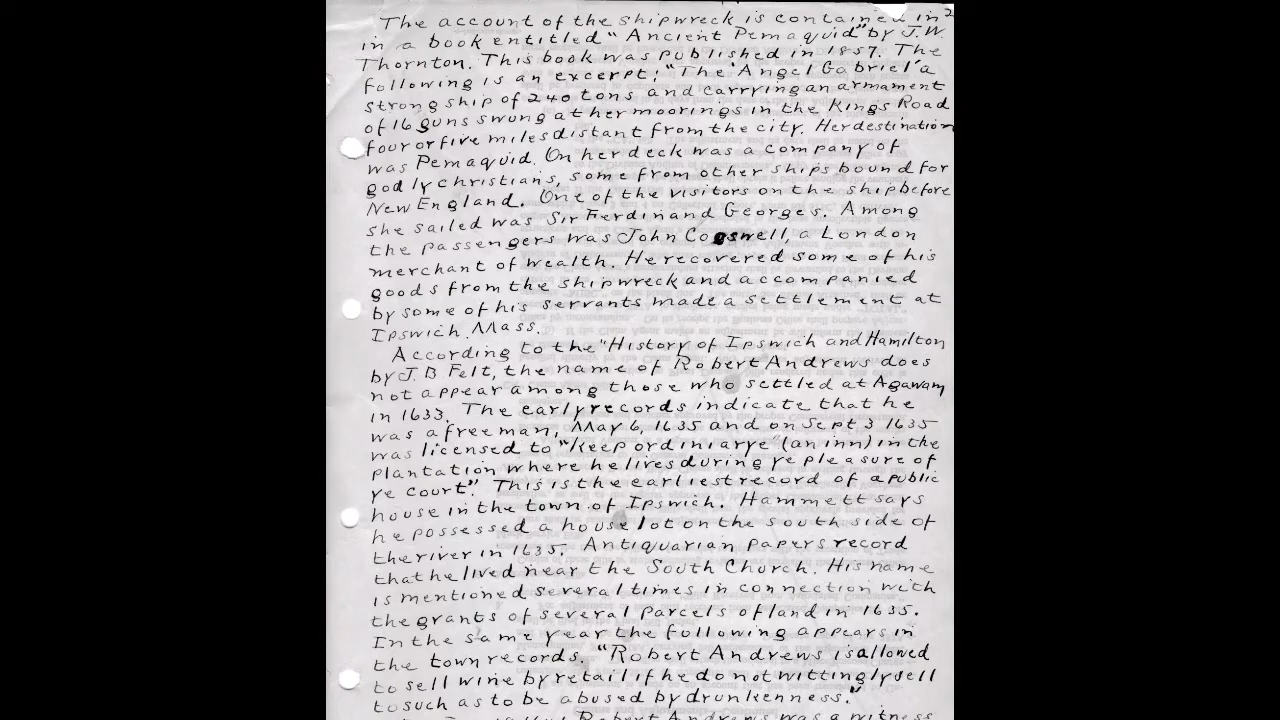 The account of the shipwreck is contained in 2
in a book entitled "Ancient Pemaquid" by J.W.
Thornton. This book was published in 1857. The
following is an excerpt; "The 'Angel Gabriel' a
strong ship of 240 tons and carrying an armament
of 16 guns swung at her moorings in the Kings Road
four or five miles distant from the city. Her destination
was Pemaquid. On her deck was a company of
godly christians, some from other ships bound for
New England. One of the visitors on the ship before
she sailed was Sir Ferdinand Georges. Among
the passengers was John Cogswell, a London
merchant of wealth. He recovered some of his
goods from the shipwreck and accompanied
by some of his servants made a settlement at
Ipswich. Mass.
According to the "History of Ipswich and Hamilton
by J.B Felt, the name of Robert Andrews does
not appear among those who settled at Agawam
in 1633. The early records indicate that he
was a freeman, May 6, 1635 and on Sept 3 1635
was licensed to "keep ordiniarye" (an inn) in the
plantation where he lives during ye pleasure of
ye court". This is the earliest record of a public
house in the town of Ipswich. Hammett says
he possessed a house lot on the south side of
the river in 1635. Antiquarian Papers record
that he lived near the South Church. His name
is mentioned several times in connection with
the grants of several parcels of land in 1635.
In the same year the following appears in
the town records. "Robert Andrews is allowed
to sell wine by retail if he do not wittingly sell
to such as to be abused by drunkenness."
Robert Andrews was a witness